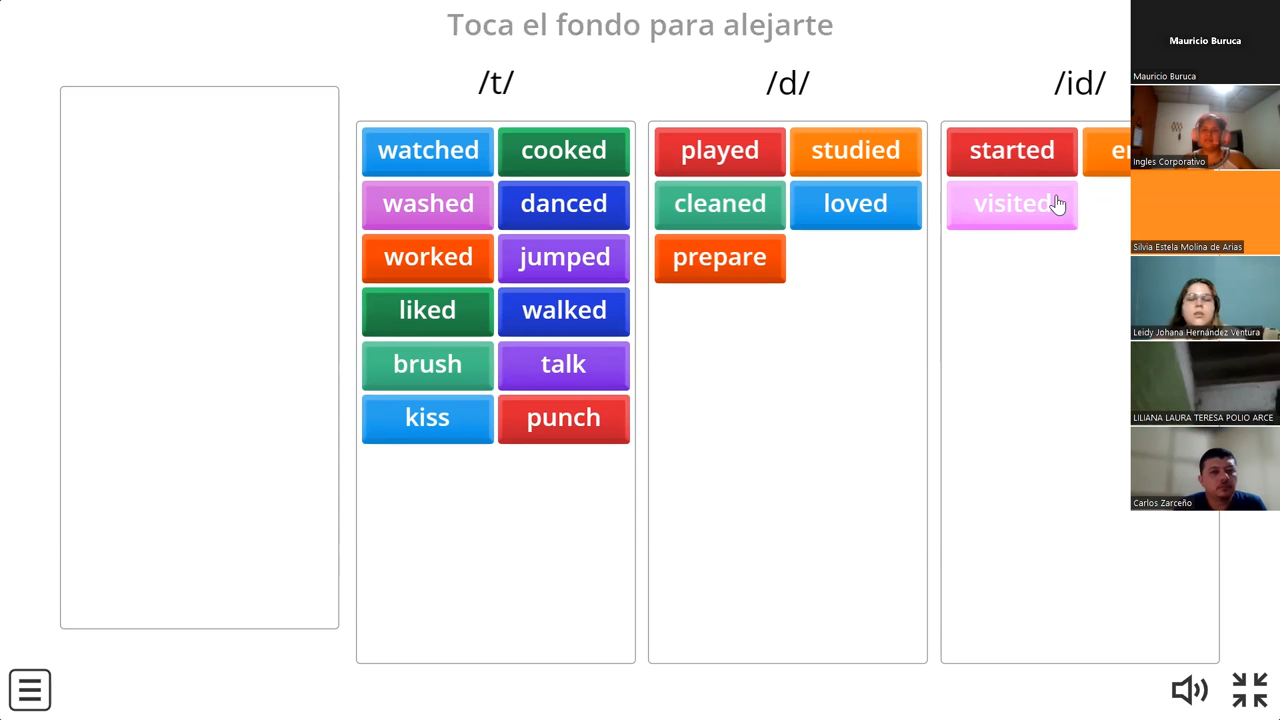 Toca el fondo para alejarte
/t/
/d/
/id/
watched cooked
washed danced
worked jumped
liked walked
brush talk
kiss punch
played studied
cleaned loved
prepare
started
visited
Mauricio Buruca
Mauricio Buruca
Ingles Corporativo
Silvia Estela Molina de Arias
Leidy Johana Hernández Ventura
LILIANA LAURA TERESA POLIO ARCE
Carlos Zarceño